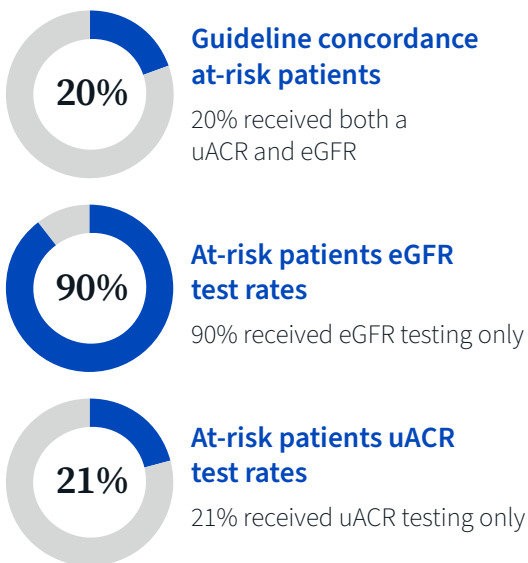 20%
Guideline concordance
at-risk patients
20% received both a
uACR and eGFR
90%
At-risk patients eGFR
test rates
90% received eGFR testing only
21%
At-risk patients uACR
test rates
21% received uACR testing only